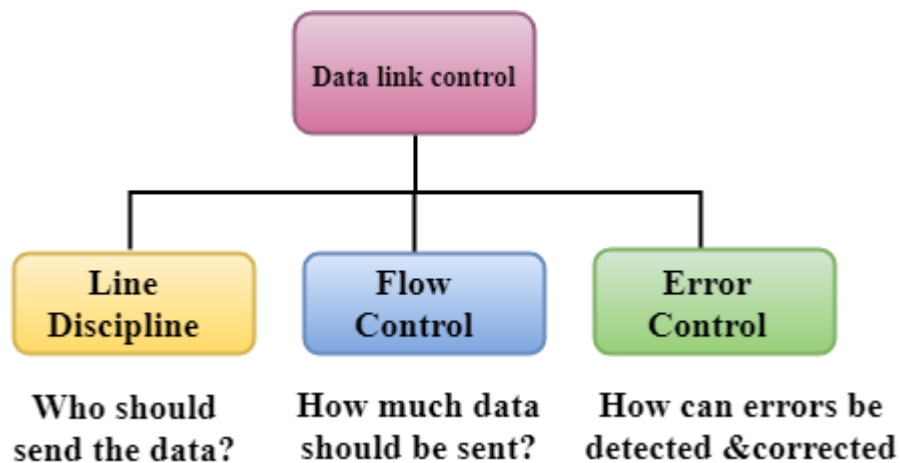 Data link control
Line
Discipline
Flow
Control
Error
Control
Who should
send the data?
How much data
should be sent?
How can errors be
detected &corrected